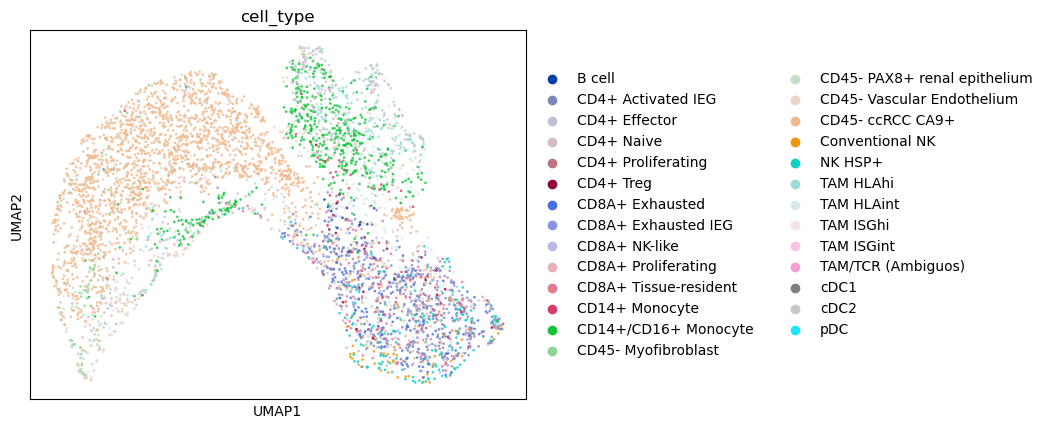 cell_type
UMAP2
UMAP1
B cell
CD4+ Activated IEG
CD4+ Effector
CD4+ Naive
CD4+ Proliferating
CD4+ Treg
CD8A+ Exhausted
CD8A+ Exhausted IEG
CD8A+ NK-like
CD8A+ Proliferating
CD8A+ Tissue-resident
CD14+ Monocyte
CD14+/CD16+ Monocyte
CD45- Myofibroblast
CD45- PAX8+ renal epithelium
CD45- Vascular Endothelium
CD45- ccRCC CA9+
Conventional NK
NK HSP+
TAM HLAhi
TAM HLAint
TAM ISGhi
TAM ISGint
TAM/TCR (Ambiguos)
cDC1
cDC2
pDC